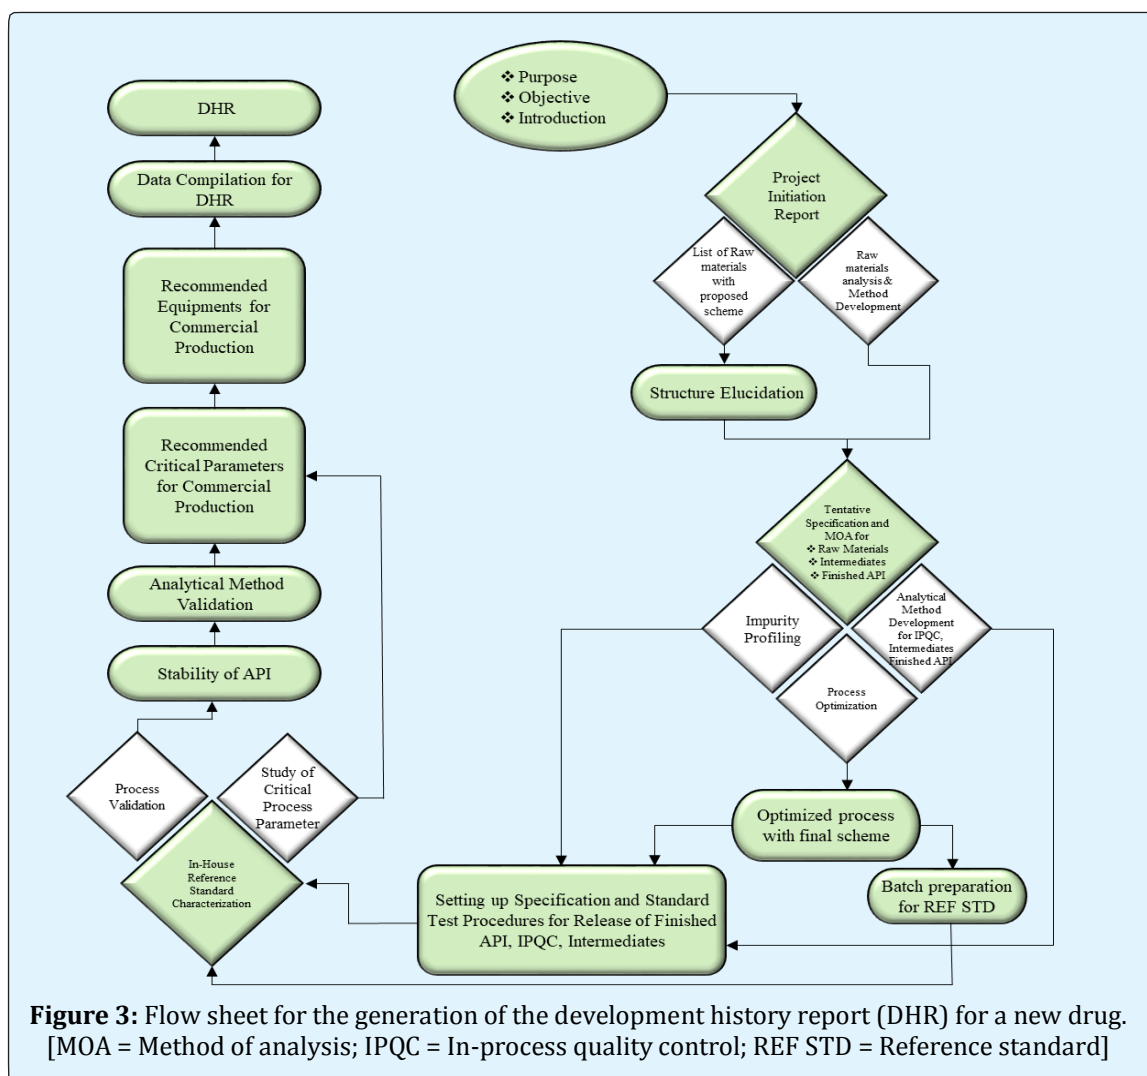 ❖ Purpose
❖ Objective
❖ Introduction
Project
Initiation
Report
List of Raw
materials
with
proposed
scheme
Raw
materials
analysis &
Method
Development
Structure Elucidation
Tentative
Specification and
MOA for
❖ Raw Materials
❖ Intermediates
❖ Finished API
Impurity
Profiling
Analytical
Method
Development
for IPQC,
Intermediates
Finished API
Process
Optimization
Optimized process
with final scheme
Batch preparation
for REF STD
Setting up Specification and Standard
Test Procedures for Release of Finished
API, IPQC, Intermediates
In-House
Reference
Standard
Characterization
Process
Validation
Study of
Critical
Process
Parameter
Stability of API
Analytical Method
Validation
Recommended
Critical Parameters
for Commercial
Production
Recommended
Equipments for
Commercial
Production
Data Compilation for
DHR
DHR
Figure 3: Flow sheet for the generation of the development history report (DHR) for a new drug.
[MOA = Method of analysis; IPQC = In-process quality control; REF STD = Reference standard]